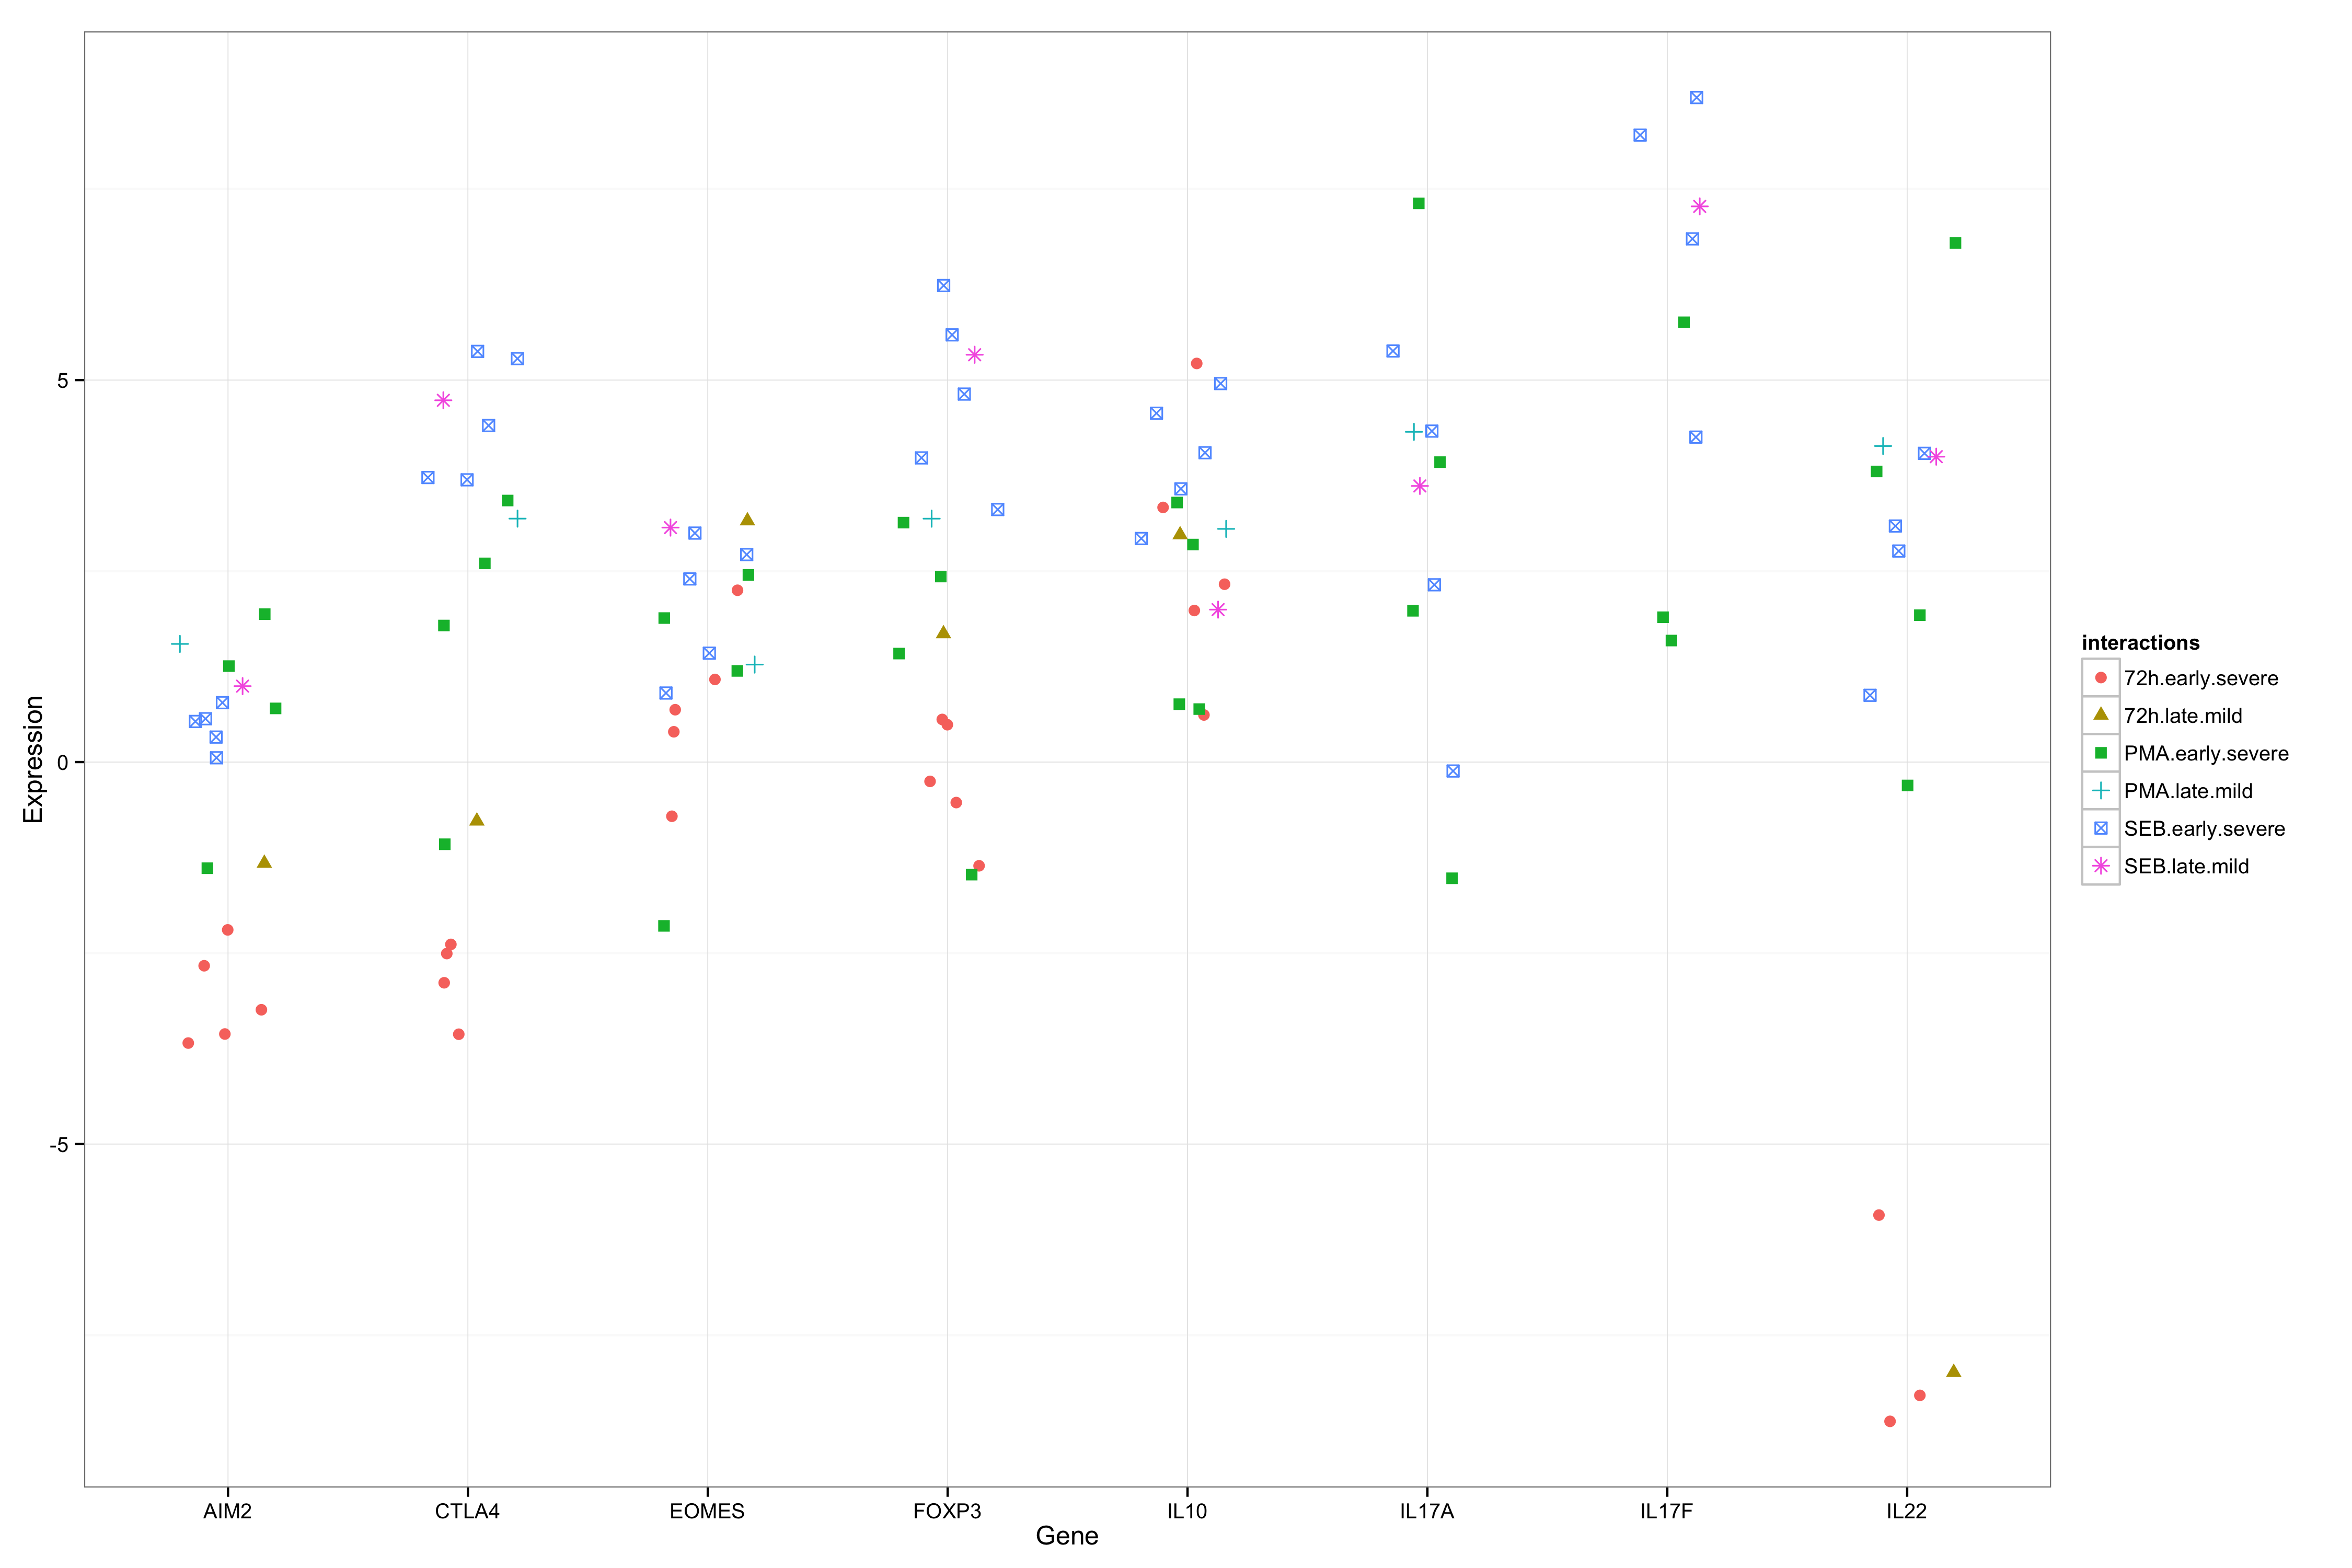 Expression
5
0
-5
AIM2 CTLA4 EOMES FOXP3 IL10 IL17A IL17F IL22
Gene
interactions
72h.early.severe
72h.late.mild
PMA.early.severe
PMA.late.mild
SEB.early.severe
SEB.late.mild